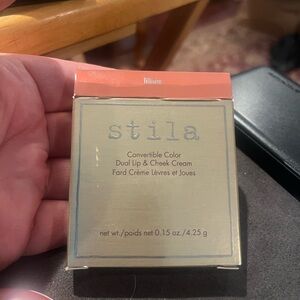 lillium
stila
Convertible Color
Dual Lip & Cheek Cream
Fard Crème Lèvres et Joues
net wt./poids net 0.15 oz./4.25 g